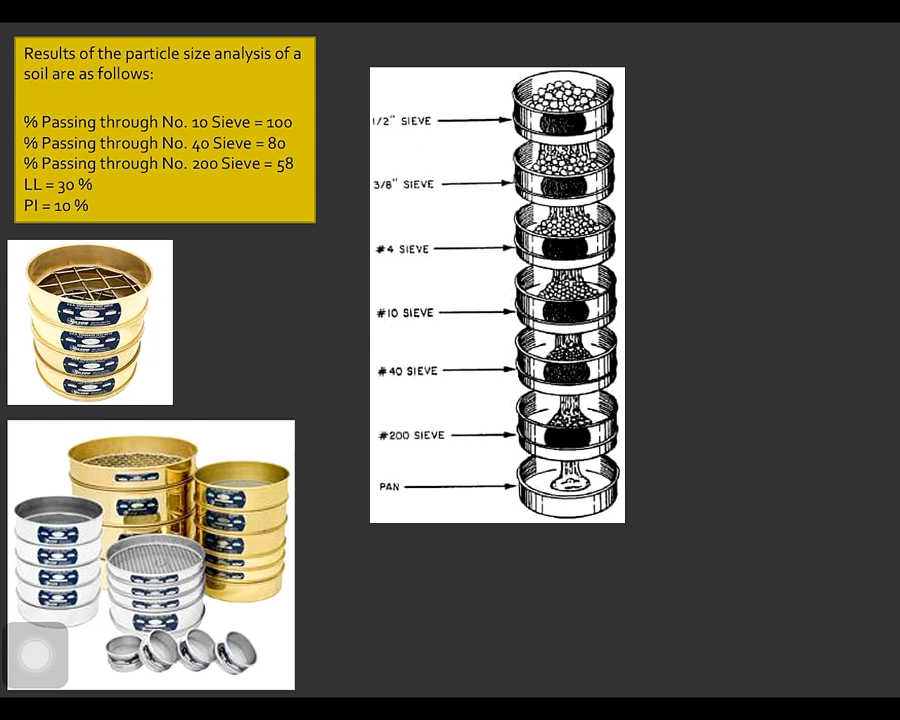 Results of the particle size analysis of a
soil are as follows:
% Passing through No. 10 Sieve = 100
% Passing through No. 40 Sieve = 80
% Passing through No. 200 Sieve = 58
LL = 30 %
PI = 10 %
1/2" SIEVE
3/8" SIEVE
#4 SIEVE
#10 SIEVE
#40 SIEVE
#200 SIEVE
PAN